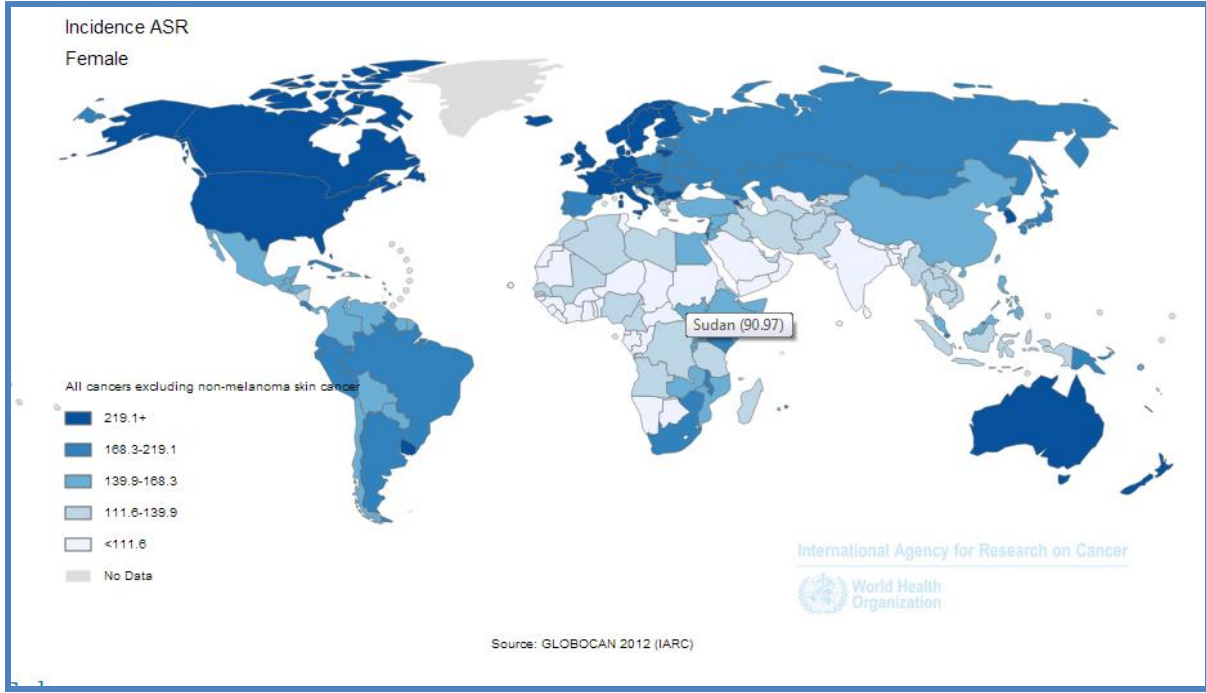 Incidence ASR
Female
Sudan (90.97)
All cancers excluding non-melanoma skin cancer
219.1+
168.3-219.1
139.9-168.3
111.6-139.9
<111.6
No Data
International Agency for Research on Cancer
World Health
Organization
Source: GLOBOCAN 2012 (IARC)